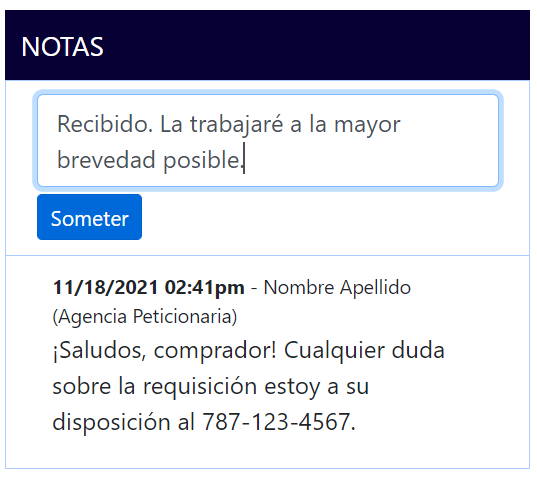 NOTAS
Recibido. La trabajaré a la mayor
brevedad posible.
Someter
11/18/2021 02:41pm - Nombre Apellido
(Agencia Peticionaria)
¡Saludos, comprador! Cualquier duda
sobre la requisición estoy a su
disposición al 787-123-4567.